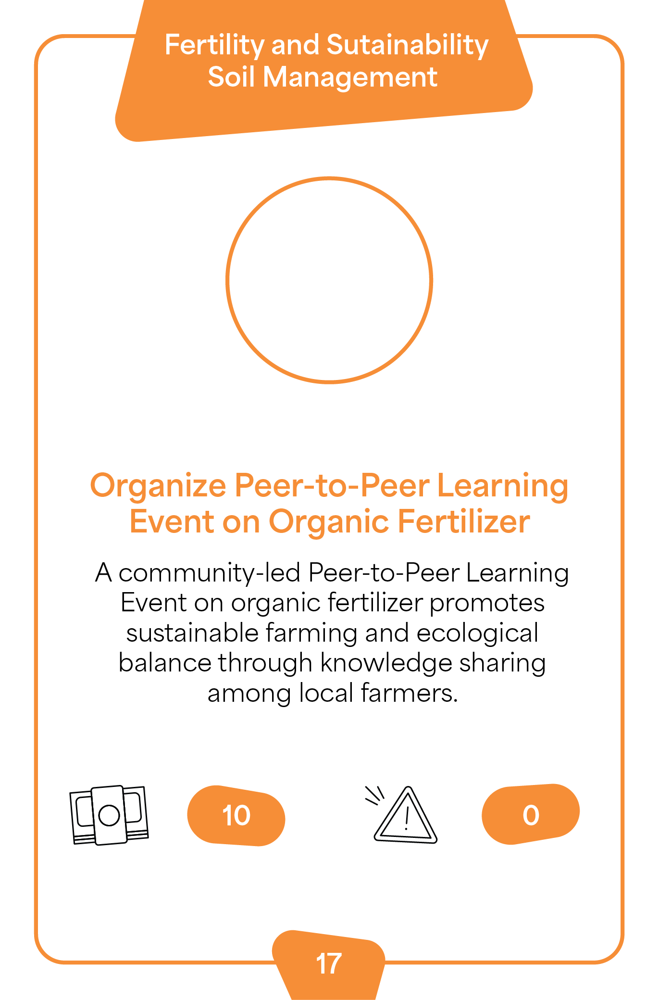 Fertility and Sutainability
Soil Management
Organize Peer-to-Peer Learning
Event on Organic Fertilizer
A community-led Peer-to-Peer Learning
Event on organic fertilizer promotes
sustainable farming and ecological
balance through knowledge sharing
among local farmers.
10
0
17